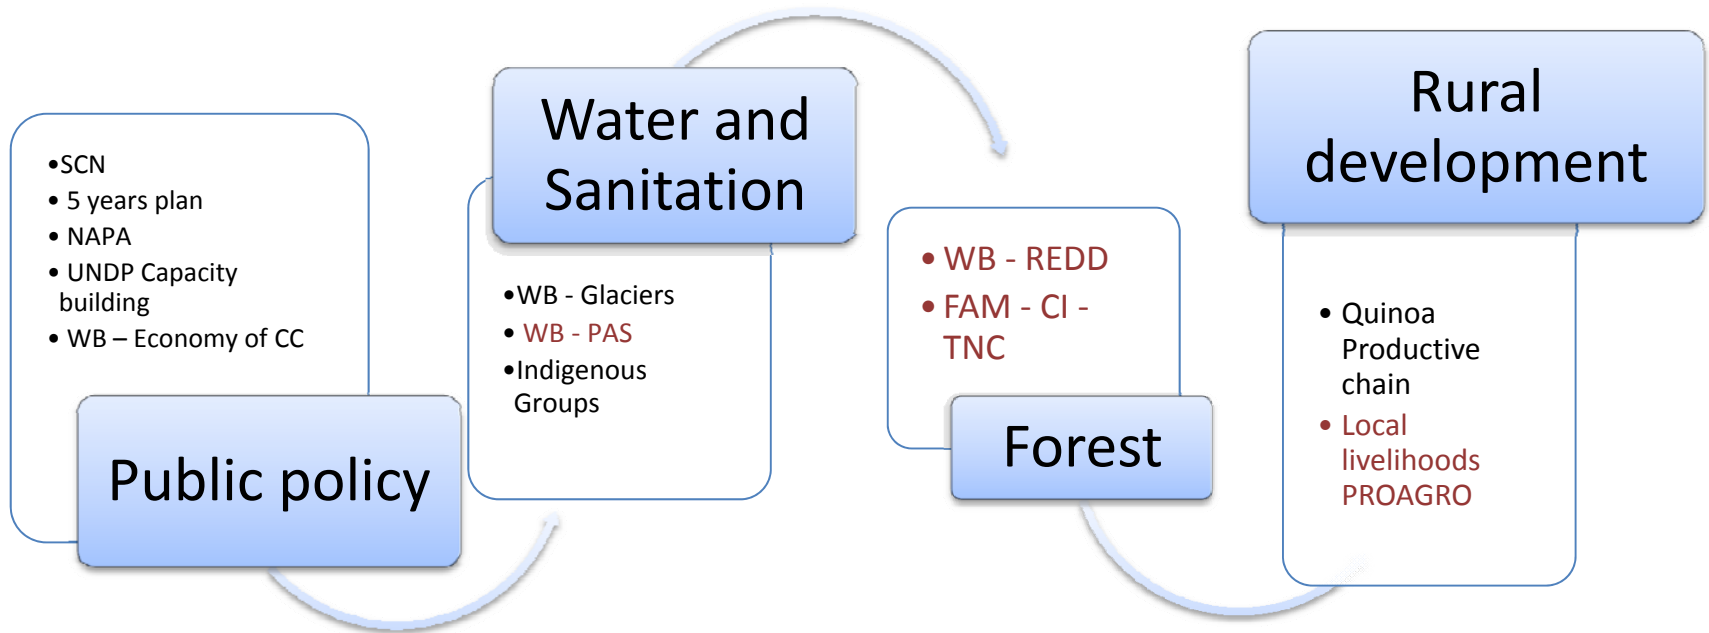 •SCN
• 5 years plan
• NAPA
• UNDP Capacity
building
• WB – Economy of CC
Public policy
Water and
Sanitation
•WB - Glaciers
• WB - PAS
•Indigenous
Groups
• WB - REDD
• FAM - CI -
TNC
Forest
Rural
development
• Quinoa
Productive
chain
• Local
livelihoods
PROAGRO